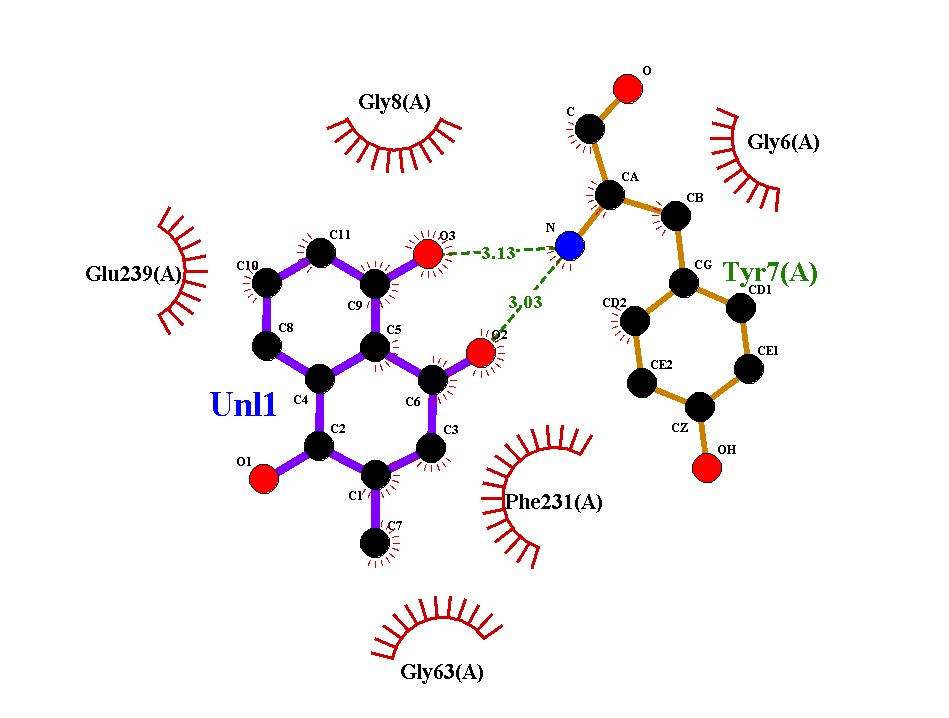 O
Gly8(A)
C
Gly6(A)
CA
CB
N
C11
O3
3.13
C10
Glu239(A)
CG
Tyr7(A)
CD1
C9
3.03
CD2
C8
C5
O2
CE2
CE1
C4
Unl1
C6
C2
C3
CZ
OH
O1
C1
Phe231(A)
C7
Gly63(A)